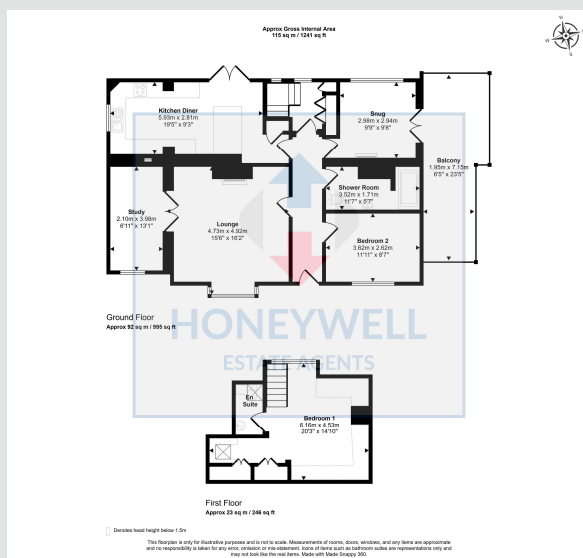 Approx Gross Internal Area
115 sq m / 1241 sq ft
Kitchen Diner
5.93m x 2.81m
19'5" x 9'3"
Snug
2.98m x 2.94m
9'9" x 9'8"
Balcony
1.95m x 7.15m
6'5" x 23'5"
Shower Room
3.52m x 1.71m
11'7" x 5'7"
Study
2.10m x 3.98m
6'11" x 13'1"
Lounge
4.73m x 4.92m
15'6" x 16'2"
Bedroom 2
3.62m x 2.62m
11'11" x 8'7"
Ground Floor
Approx 92 sq m / 995 sq ft
HONEYWELL
ESTATE AGENTS
En
Suite
Bedroom 1
6.16m x 4.53m
20'3" x 14'10"
First Floor
Approx 23 sq m / 246 sq ft
Denotes head height below 1.5m
This floorplan is only for illustrative purposes and is not to scale. Measurements of rooms, doors, windows, and any items are approximate
and no responsibility is taken for any error, omission or mis-statement. Icons of items such as bathroom suites are representations only and
may not look like the real items. Made with Made Snappy 360.